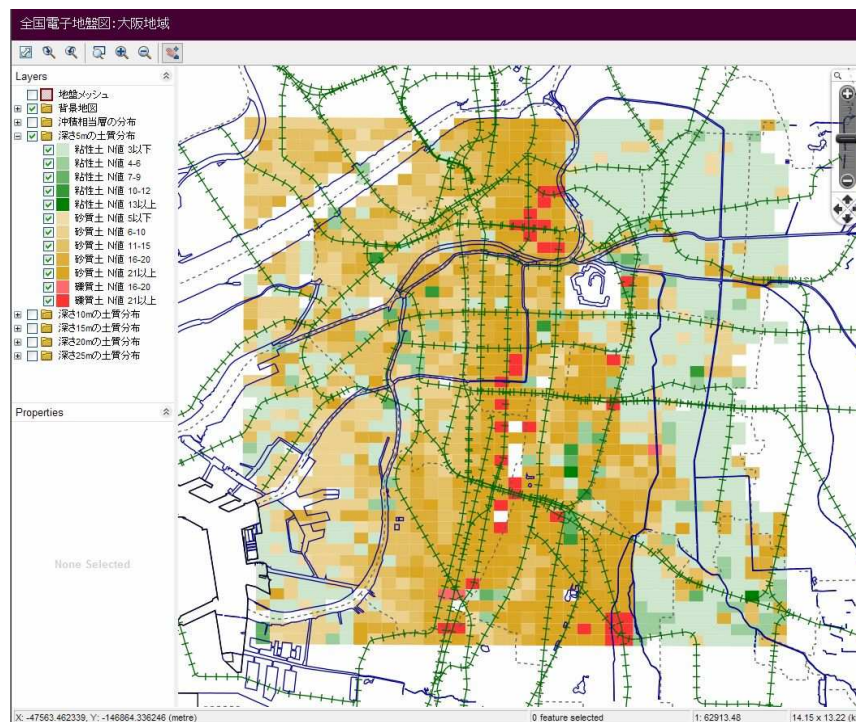 全国電子地盤図:大阪地域
Layers
地盤メッシュ
背景地図
沖積相当層の分布
深さ5mの土質分布
粘性土 N値 3以下
粘性土 N値 4-6
粘性土 N値 7-9
粘性土 N値 10-12
粘性土 N値 13以上
砂質土 N値 5以下
砂質土 N値 6-10
砂質土 N値 11-15
砂質土 N値 16-20
砂質土 N値 21以上
礫質土 N値 16-20
礫質土 N値 21以上
深さ10mの土質分布
深さ15mの土質分布
深さ20mの土質分布
深さ25mの土質分布
Properties
None Selected
X: -47563.462339, Y: -146864.336246 (metre)
0 feature selected
1: 62913.48
14.15 x 13.22 (